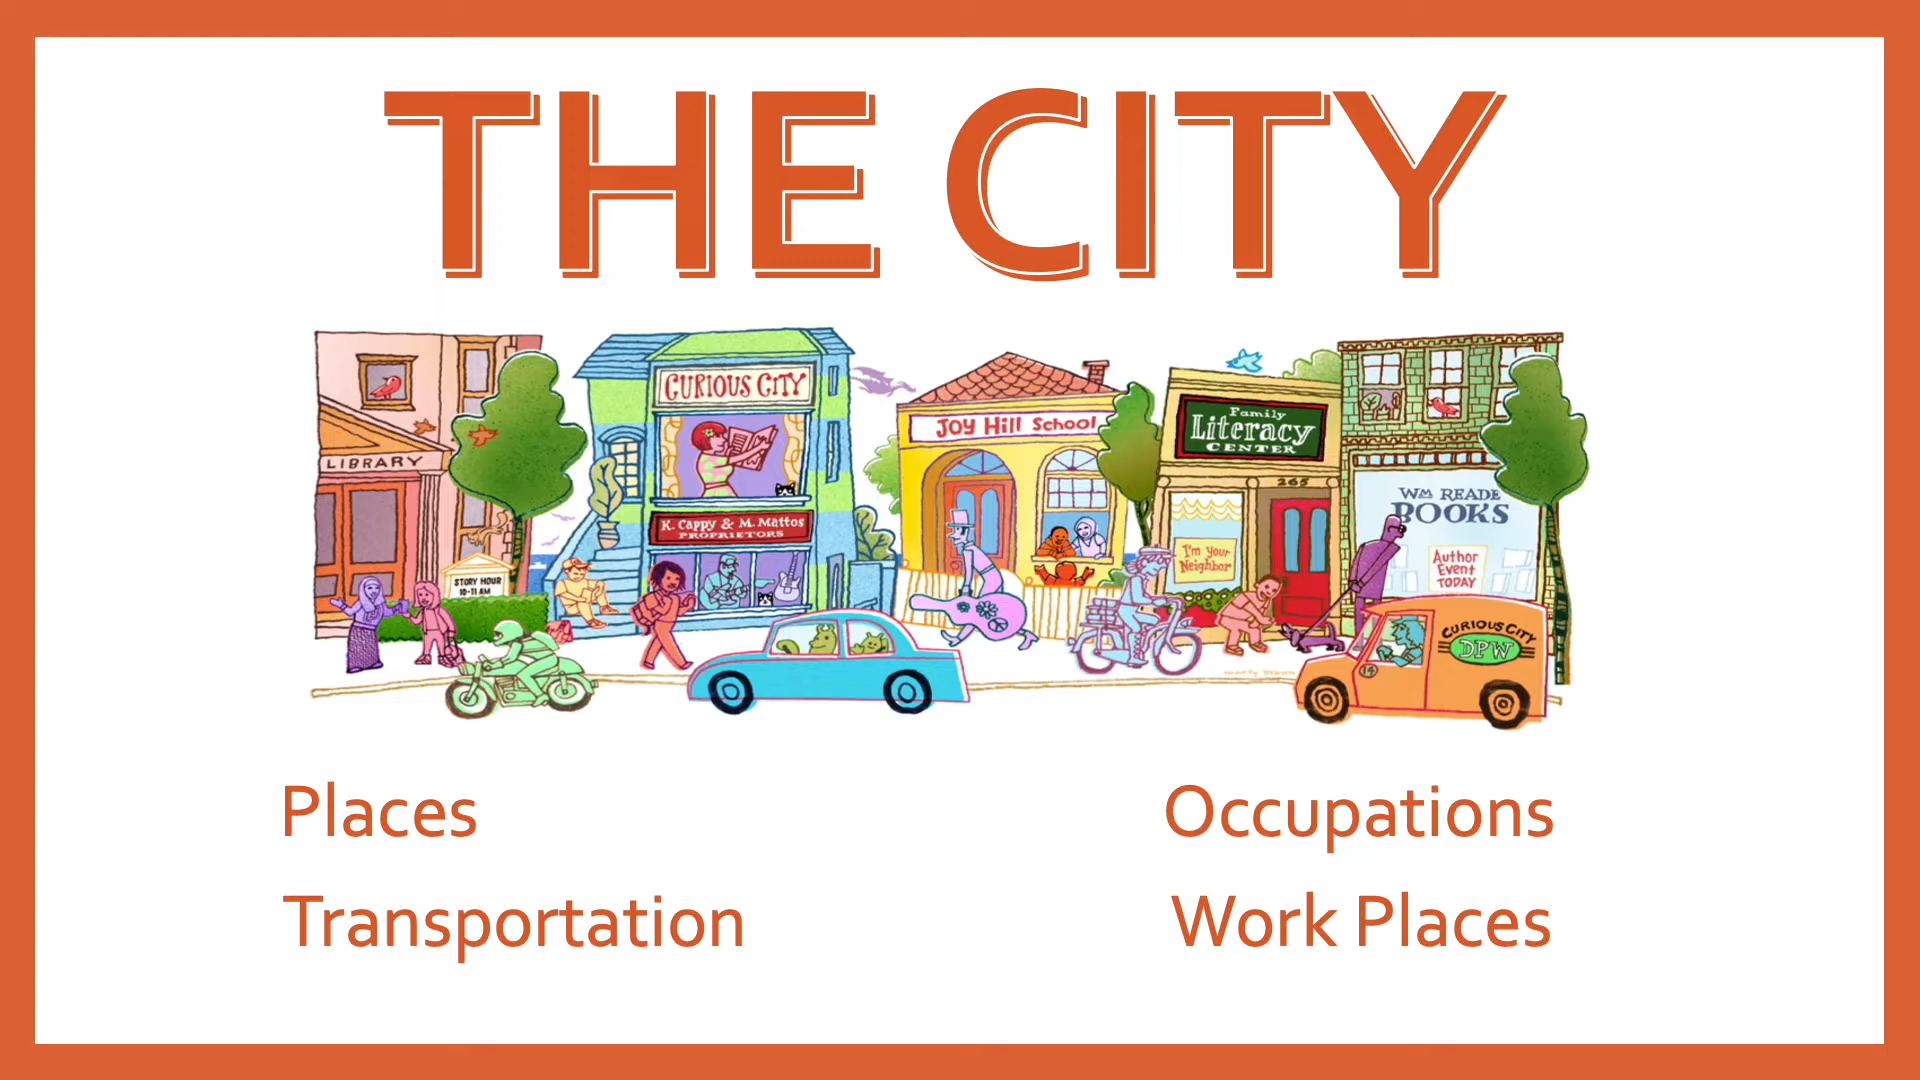 THE CITY
LIBRARY
STORY HOUR
10-11 AM
CURIOUS CITY
K. Cappy & M. Mattos
PROPRIETORS
JOY Hill School
Family
Literacy
CENTER
265
I'm your
Neighbor
WM READE
BOOKS
Author
Event
TODAY
CURIOUS CITY
DPW
14
Places
Occupations
Transportation
Work Places